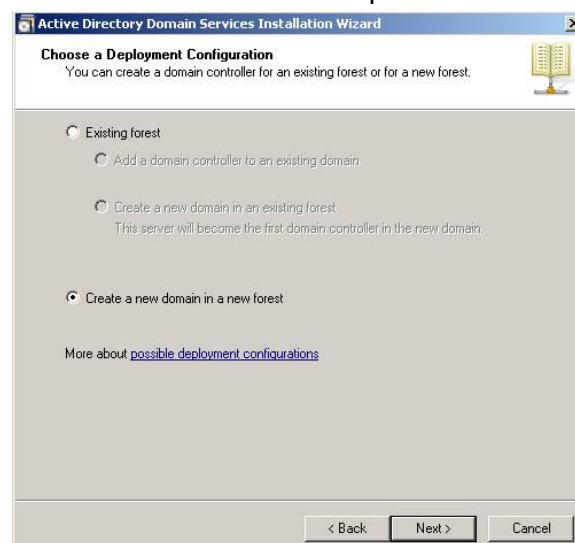 Active Directory Domain Services Installation Wizard
Choose a Deployment Configuration
You can create a domain controller for an existing forest or for a new forest.
Existing forest
Add a domain controller to an existing domain
Create a new domain in an existing forest
This server will become the first domain controller in the new domain.
Create a new domain in a new forest
More about possible deployment configurations
< Back Next > Cancel